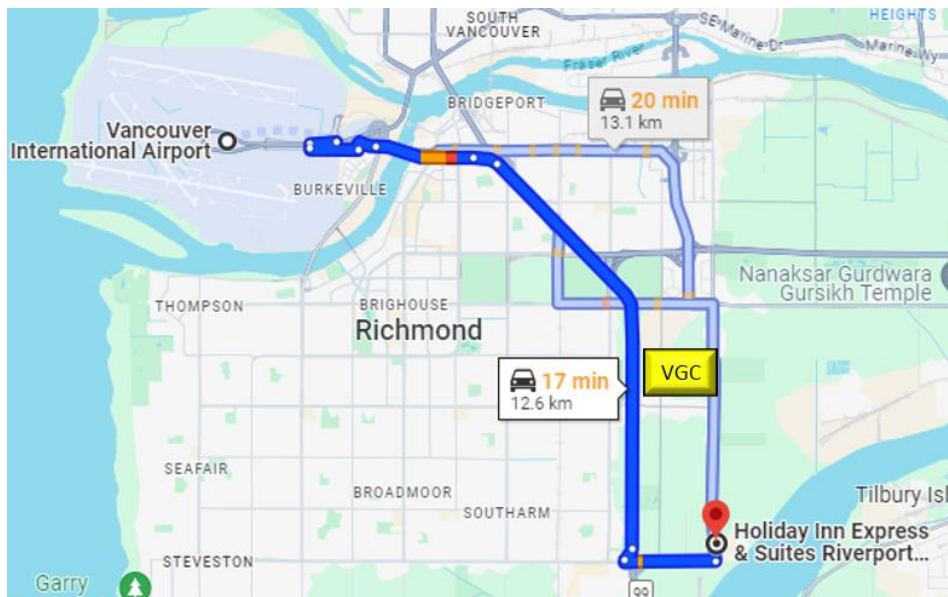 SOUTH
VANCOUVER
HEIGHTS
SE Marine Dr
Marine Wy
Fraser River
BRIDGEPORT
20 min
13.1 km
Vancouver
International Airport
BURKEVILLE
Nanaksar Gurdwara
Gursikh Temple
THOMPSON
BRIGHOUSE
Richmond
VGC
17 min
12.6 km
SEAFAIR
BROADMOOR
SOUTHARM
Tilbury Isl
Holiday Inn Express
& Suites Riverport...
STEVESTON
Garry
99